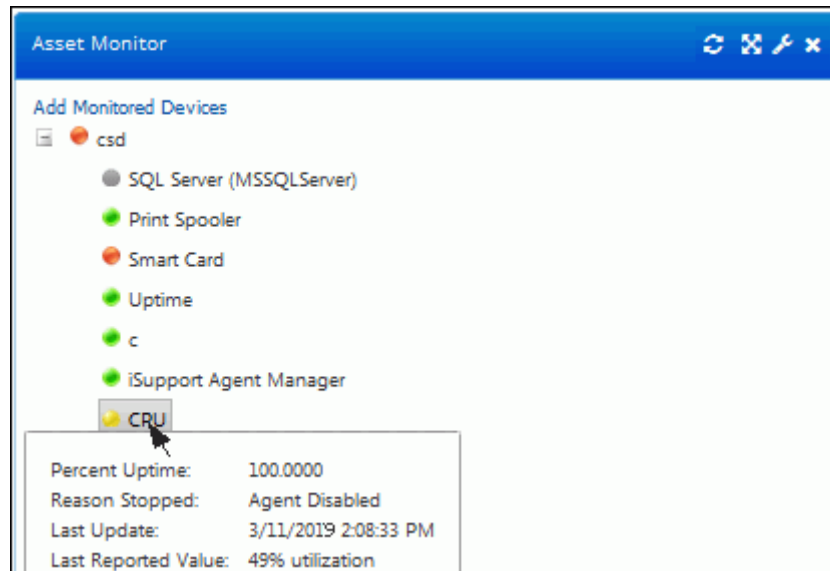 Asset Monitor
Add Monitored Devices
csd
SQL Server (MSSQLServer)
Print Spooler
Smart Card
Uptime
c
iSupport Agent Manager
CPU
Percent Uptime: 100.0000
Reason Stopped: Agent Disabled
Last Update: 3/11/2019 2:08:33 PM
Last Reported Value: 49% utilization